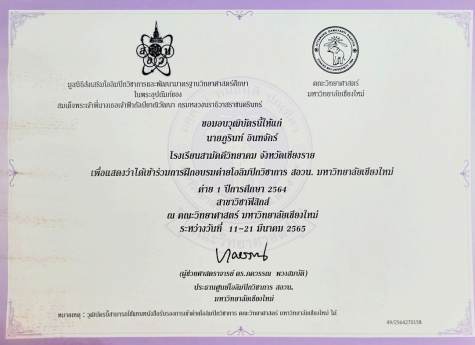 มูลนิธิส่งเสริมโอลิมปิกวิชาการและพัฒนามาตรฐานวิทยาศาสตร์ศึกษา
ในพระอุปถัมภ์ของ
สมเด็จพระเจ้าพี่นางเธอเจ้าฟ้ากัลยาณิวัฒนา กรมหลวงนราธิวาสราชนครินทร์
คณะวิทยาศาสตร์
มหาวิทยาลัยเชียงใหม่
ขอมอบวุฒิบัตรนี้ให้แก่
นายภูรินท์ อินทจักร์
โรงเรียนสามัคคีวิทยาคม จังหวัดเชียงราย
เพื่อแสดงว่าได้เข้าร่วมการฝึกอบรมค่ายโอลิมปิกวิชาการ สอวน. มหาวิทยาลัยเชียงใหม่
ค่าย 1 ปีการศึกษา 2564
สาขาวิชาฟิสิกส์
ณ คณะวิทยาศาสตร์ มหาวิทยาลัยเชียงใหม่
ระหว่างวันที่ 11-21 มีนาคม 2565
(ผู้ช่วยศาสตราจารย์ ดร.ภควรรณ พวงสมบัติ)
ประธานศูนย์โอลิมปิกวิชาการ สอวน.
มหาวิทยาลัยเชียงใหม่
หมายเหตุ : วุฒิบัตรนี้สามารถใช้แทนหนังสือรับรองการเข้าค่ายโอลิมปิกวิชาการ คณะวิทยาศาสตร์ มหาวิทยาลัยเชียงใหม่ ได้
49/2564270158